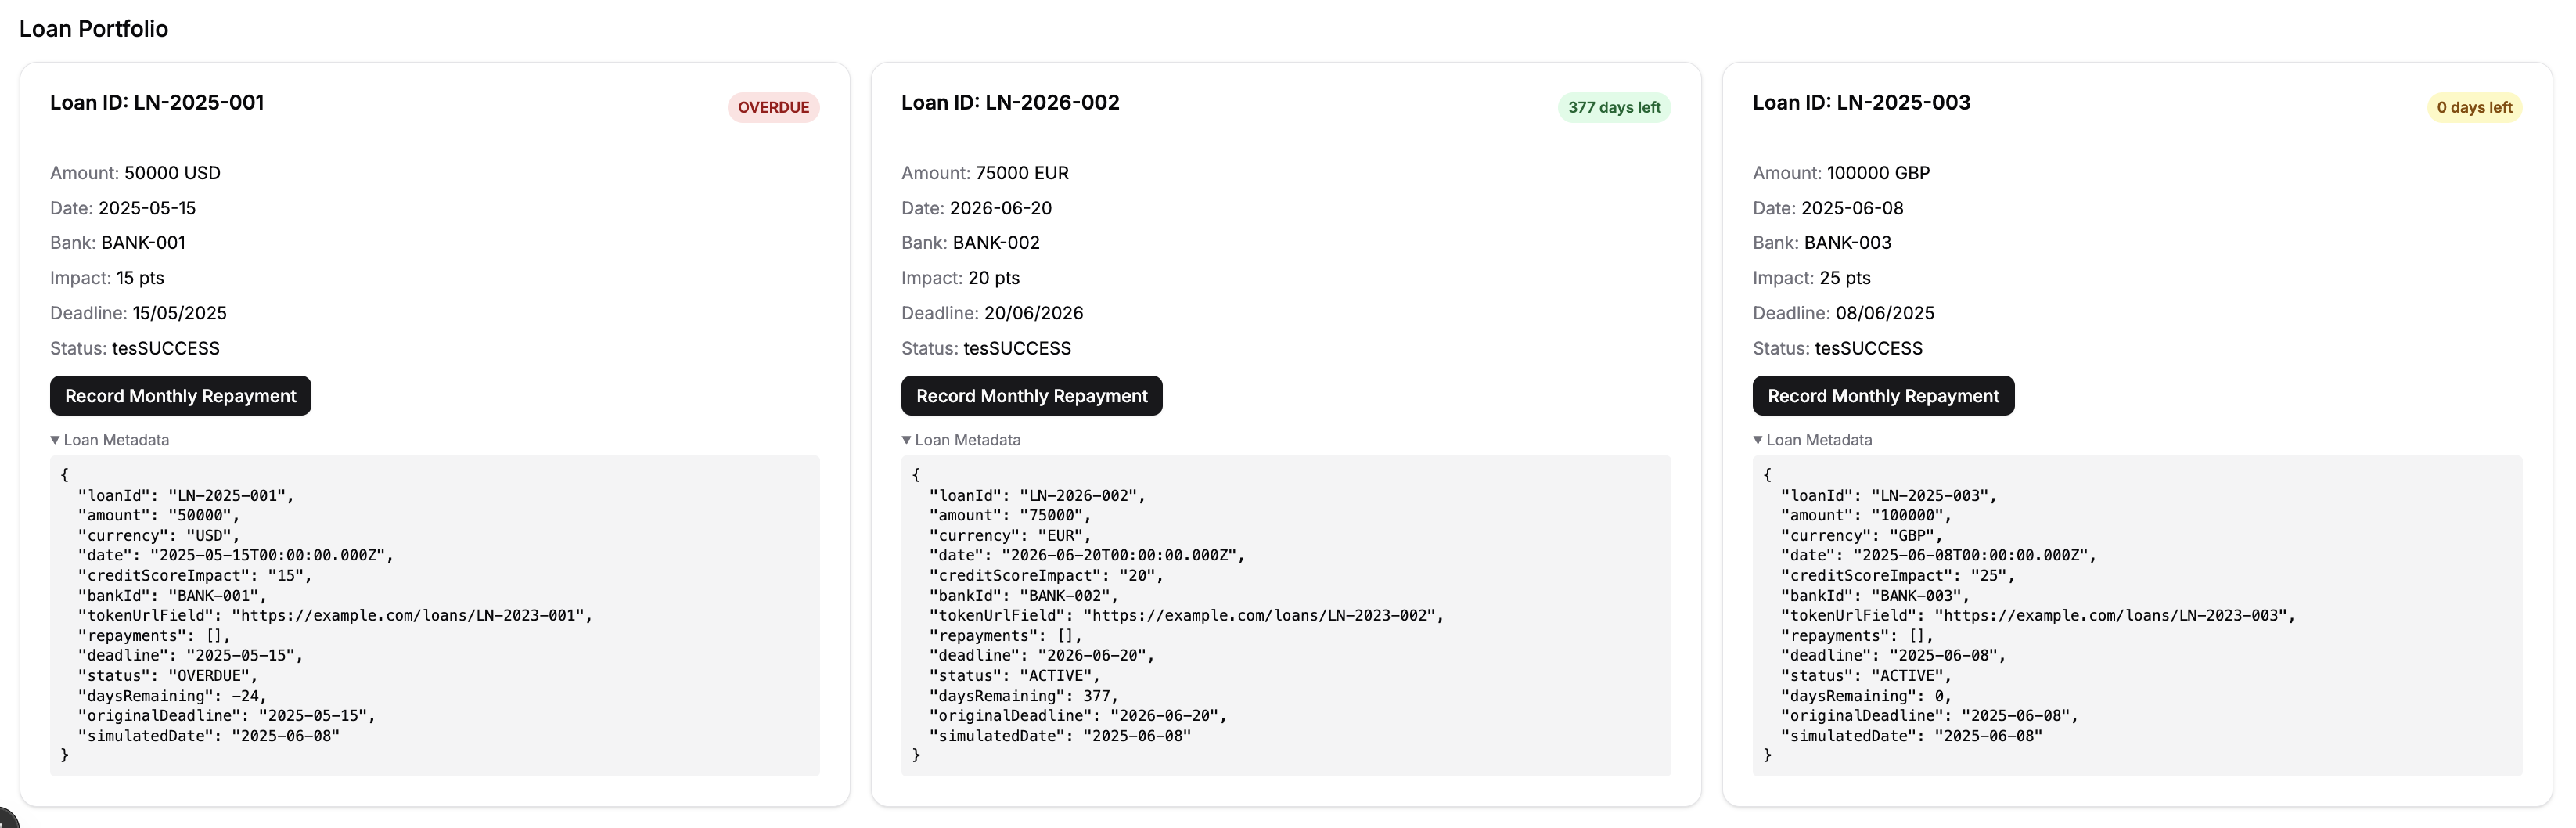 Loan Portfolio
Loan ID: LN-2025-001
OVERDUE
Amount: 50000 USD
Date: 2025-05-15
Bank: BANK-001
Impact: 15 pts
Deadline: 15/05/2025
Status: tesSUCCESS
Record Monthly Repayment
▼ Loan Metadata
{
  "loanId": "LN-2025-001",
  "amount": "50000",
  "currency": "USD",
  "date": "2025-05-15T00:00:00.000Z",
  "creditScoreImpact": "15",
  "bankId": "BANK-001",
  "tokenUrlField": "https://example.com/loans/LN-2023-001",
  "repayments": [],
  "deadline": "2025-05-15",
  "status": "OVERDUE",
  "daysRemaining": -24,
  "originalDeadline": "2025-05-15",
  "simulatedDate": "2025-06-08"
}
Loan ID: LN-2026-002
377 days left
Amount: 75000 EUR
Date: 2026-06-20
Bank: BANK-002
Impact: 20 pts
Deadline: 20/06/2026
Status: tesSUCCESS
Record Monthly Repayment
▼ Loan Metadata
{
  "loanId": "LN-2026-002",
  "amount": "75000",
  "currency": "EUR",
  "date": "2026-06-20T00:00:00.000Z",
  "creditScoreImpact": "20",
  "bankId": "BANK-002",
  "tokenUrlField": "https://example.com/loans/LN-2023-002",
  "repayments": [],
  "deadline": "2026-06-20",
  "status": "ACTIVE",
  "daysRemaining": 377,
  "originalDeadline": "2026-06-20",
  "simulatedDate": "2025-06-08"
}
Loan ID: LN-2025-003
0 days left
Amount: 100000 GBP
Date: 2025-06-08
Bank: BANK-003
Impact: 25 pts
Deadline: 08/06/2025
Status: tesSUCCESS
Record Monthly Repayment
▼ Loan Metadata
{
  "loanId": "LN-2025-003",
  "amount": "100000",
  "currency": "GBP",
  "date": "2025-06-08T00:00:00.000Z",
  "creditScoreImpact": "25",
  "bankId": "BANK-003",
  "tokenUrlField": "https://example.com/loans/LN-2023-003",
  "repayments": [],
  "deadline": "2025-06-08",
  "status": "ACTIVE",
  "daysRemaining": 0,
  "originalDeadline": "2025-06-08",
  "simulatedDate": "2025-06-08"
}